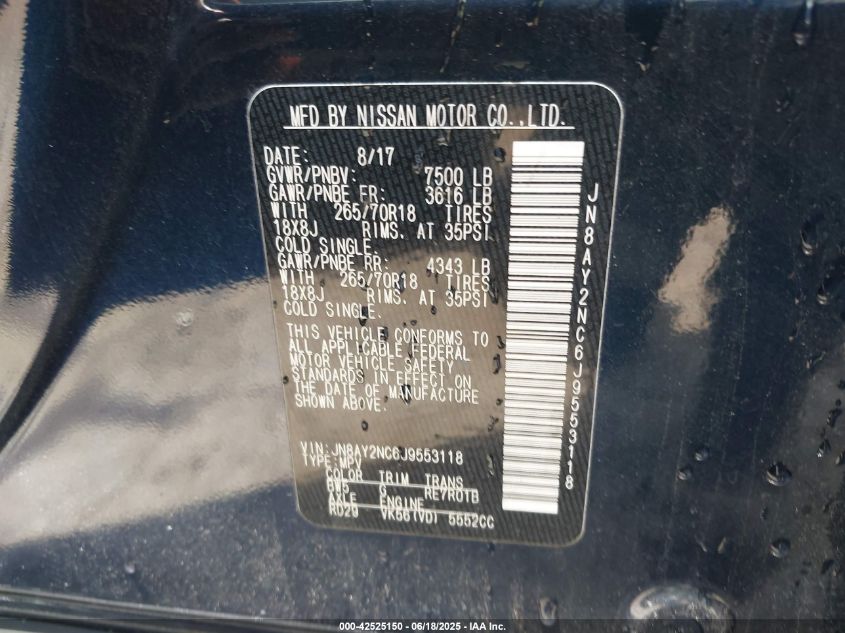 MFD BY NISSAN MOTOR CO.,LTD.
DATE: 8/17
GVWR/PNBV: 7500 LB
GAWR/PNBE FR: 3616 LB
WITH 265/70R18 TIRES
18X8J RIMS. AT 35PSI
COLD SINGLE.
GAWR/PNBE RR: 4343 LB
WITH 265/70R18 TIRES
18X8J RIMS. AT 35PSI
COLD SINGLE.
THIS VEHICLE CONFORMS TO
ALL APPLICABLE FEDERAL
MOTOR VEHICLE SAFETY
STANDARDS IN EFFECT ON
THE DATE OF MANUFACTURE
SHOWN ABOVE.
VIN: JN8AY2NC6J9553118
TYPE: MPV
COLOR TRIM TRANS
BW5 G RE7R01B
AXLE ENGINE
RD29 VK56(VD) 5552CC
JN8AY2NC6J9553118
000-42525150 - 06/18/2025 - IAA Inc.